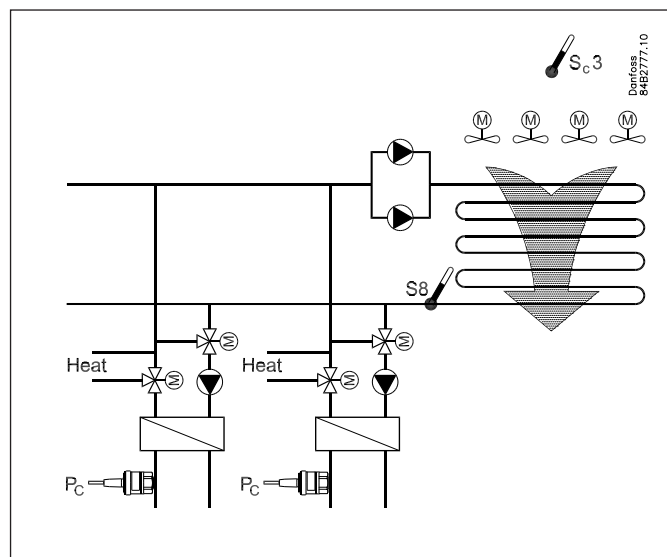 Danfoss
84B2777.10
Sc3
M M M M
S8
M M
Heat M Heat M
Pc Pc